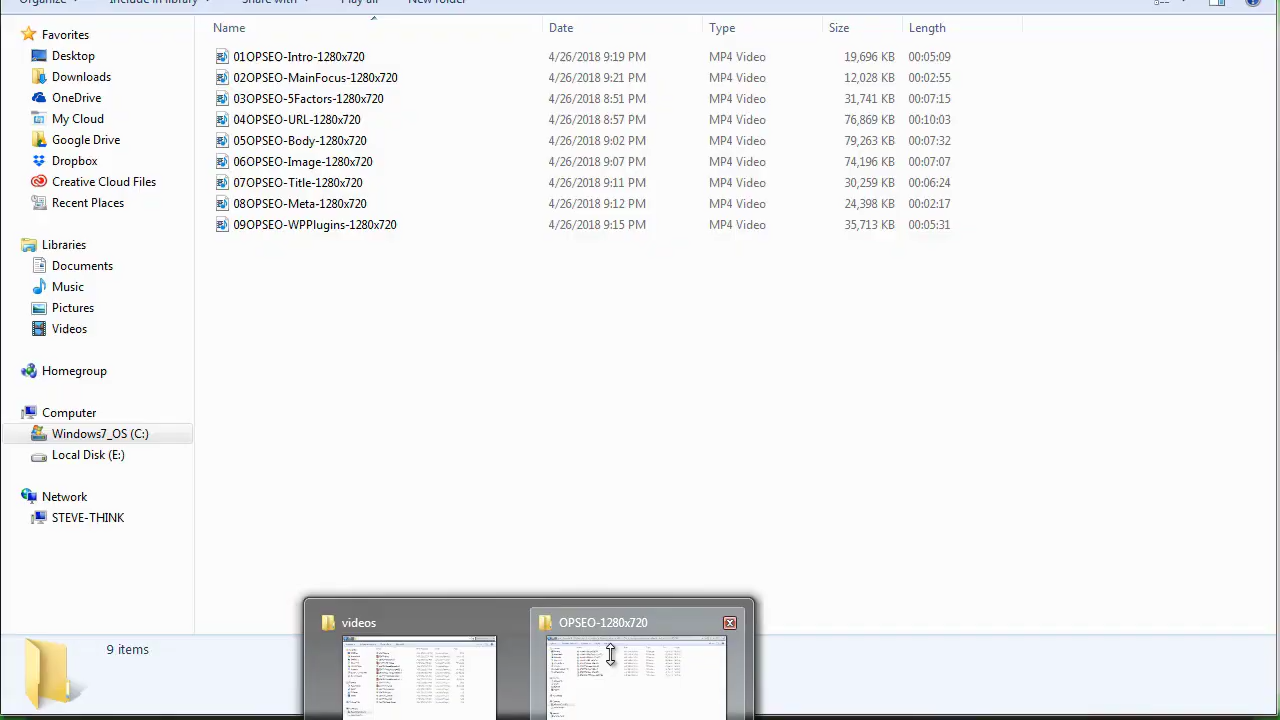 Organize Include in library Share with Play all New folder
Favorites
Desktop
Downloads
OneDrive
My Cloud
Google Drive
Dropbox
Creative Cloud Files
Recent Places
Libraries
Documents
Music
Pictures
Videos
Homegroup
Computer
Windows7_OS (C:)
Local Disk (E:)
Network
STEVE-THINK
Name Date Type Size Length
01OPSEO-Intro-1280x720 4/26/2018 9:19 PM MP4 Video 19,696 KB 00:05:09
02OPSEO-MainFocus-1280x720 4/26/2018 9:21 PM MP4 Video 12,028 KB 00:02:55
03OPSEO-5Factors-1280x720 4/26/2018 8:51 PM MP4 Video 31,741 KB 00:07:15
04OPSEO-URL-1280x720 4/26/2018 8:57 PM MP4 Video 76,869 KB 00:10:03
05OPSEO-Body-1280x720 4/26/2018 9:02 PM MP4 Video 79,263 KB 00:07:32
06OPSEO-Image-1280x720 4/26/2018 9:07 PM MP4 Video 74,196 KB 00:07:07
07OPSEO-Title-1280x720 4/26/2018 9:11 PM MP4 Video 30,259 KB 00:06:24
08OPSEO-Meta-1280x720 4/26/2018 9:12 PM MP4 Video 24,398 KB 00:02:17
09OPSEO-WPPlugins-1280x720 4/26/2018 9:15 PM MP4 Video 35,713 KB 00:05:31
9 items
videos
OPSEO-1280x720